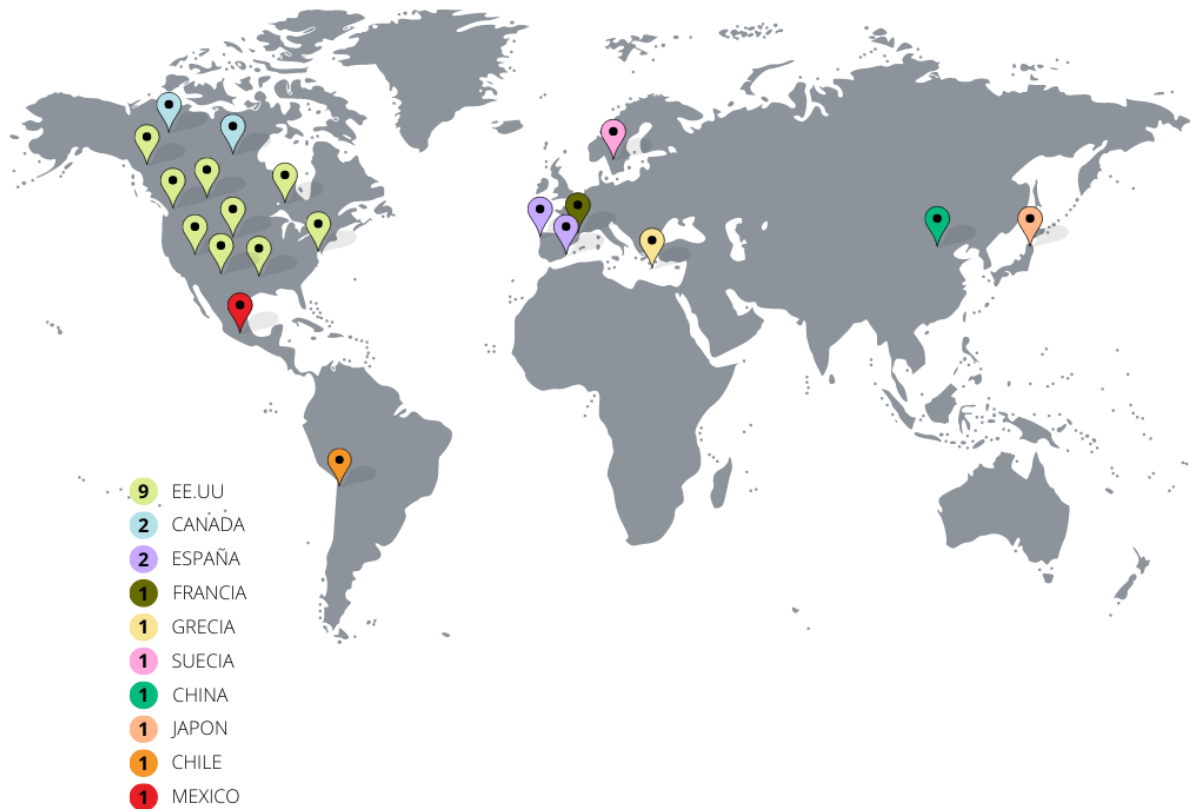 9 EE.UU
2 CANADA
2 ESPAÑA
1 FRANCIA
1 GRECIA
1 SUECIA
1 CHINA
1 JAPON
1 CHILE
1 MEXICO